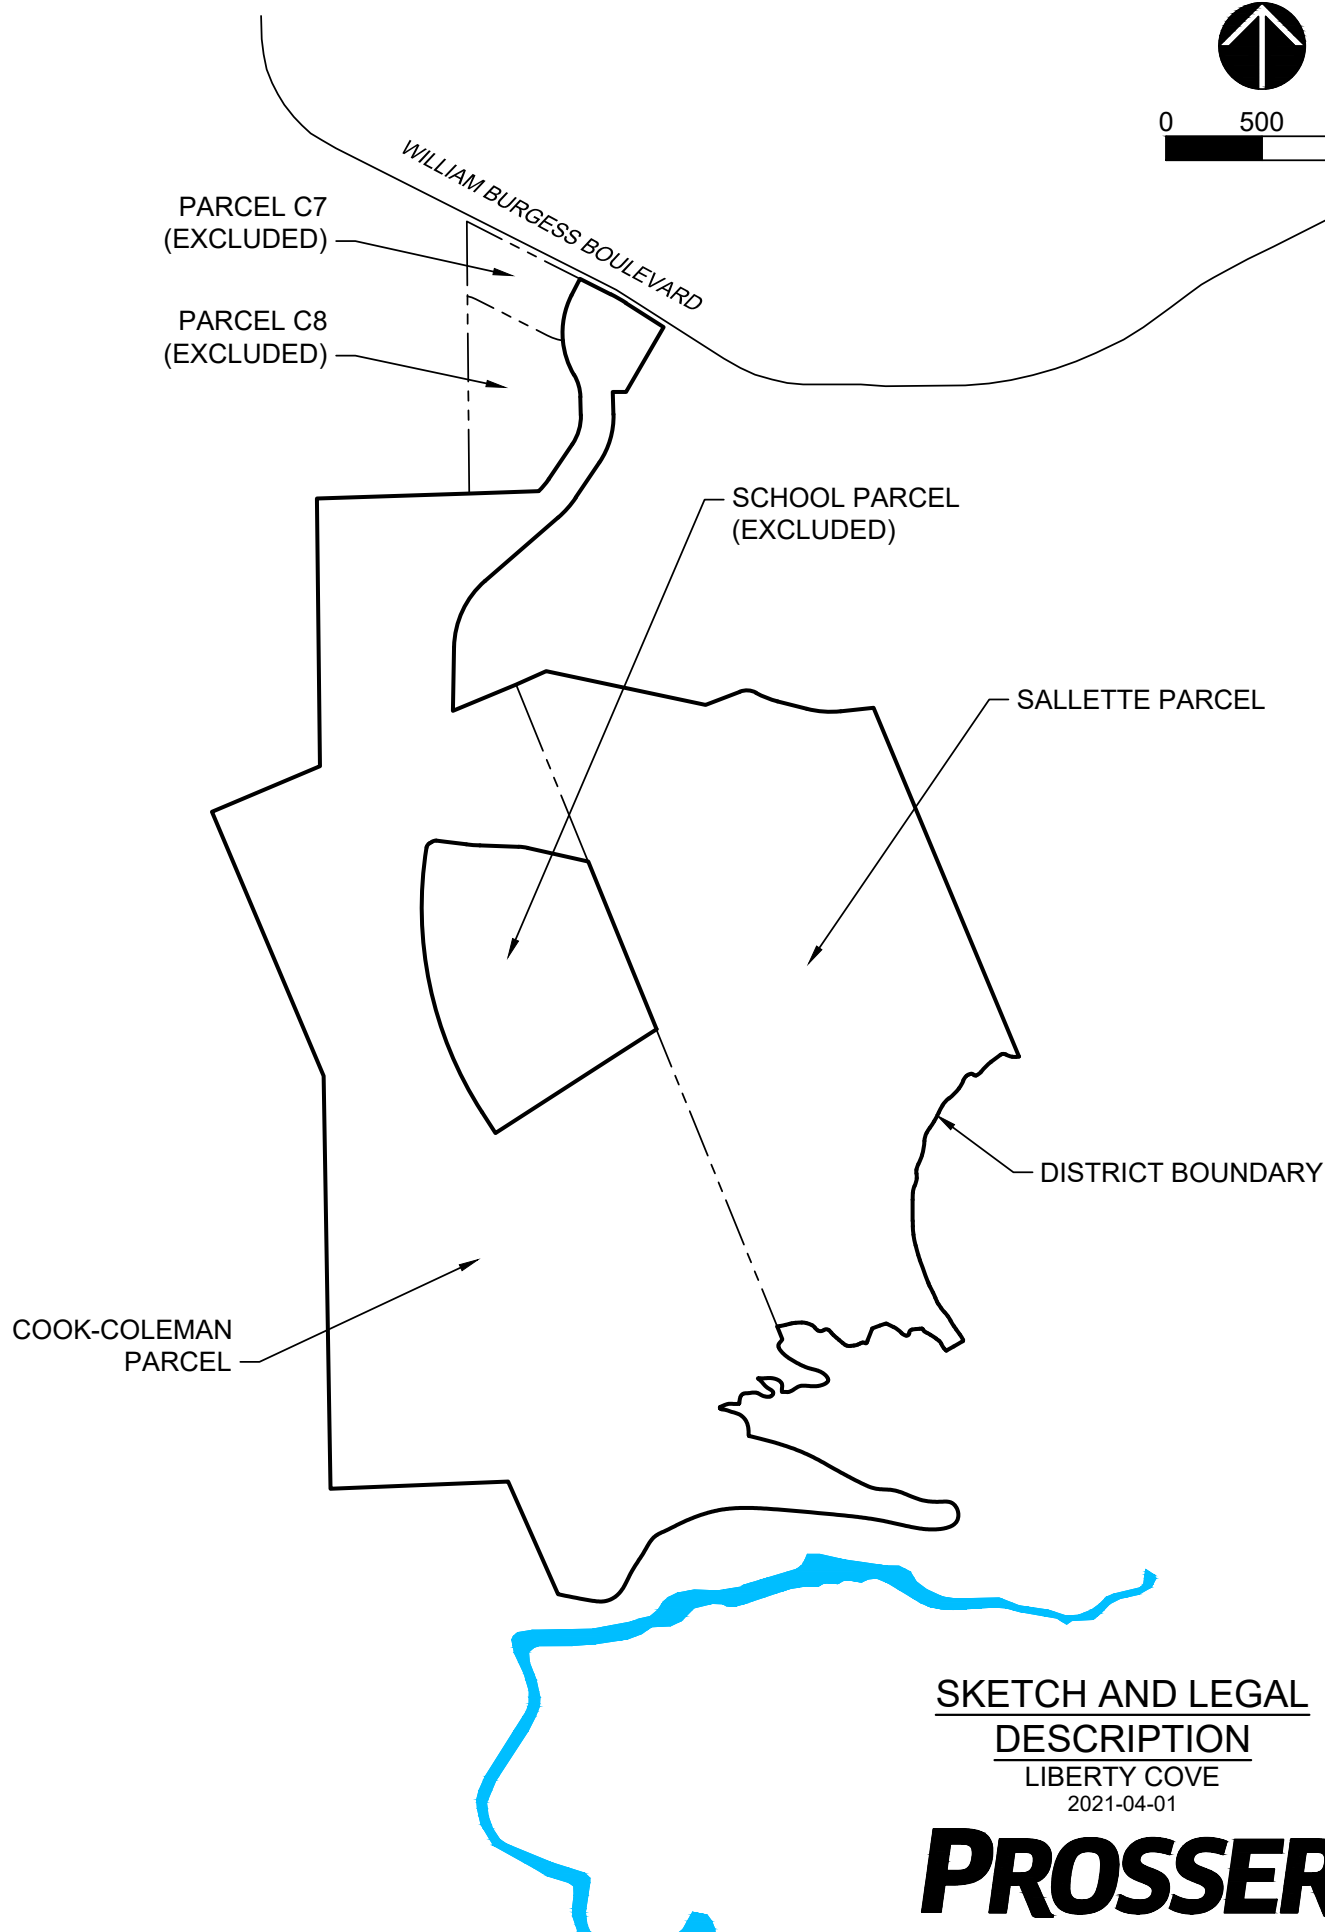 0 500
WILLIAM BURGESS BOULEVARD
PARCEL C7
(EXCLUDED)
PARCEL C8
(EXCLUDED)
SCHOOL PARCEL
(EXCLUDED)
SALLETTE PARCEL
DISTRICT BOUNDARY
COOK-COLEMAN
PARCEL
SKETCH AND LEGAL
DESCRIPTION
LIBERTY COVE
2021-04-01
PROSSER